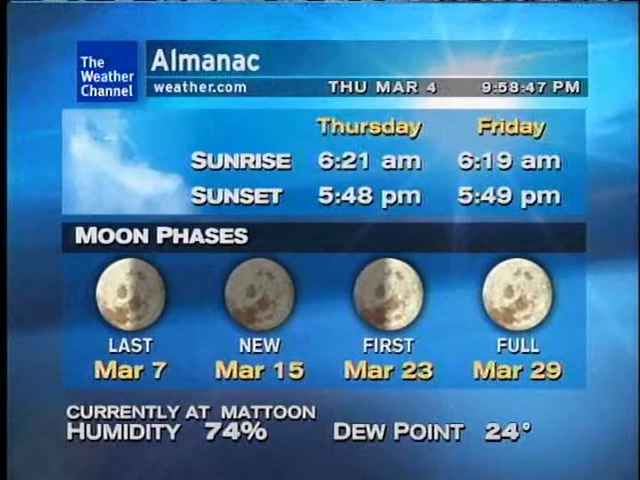 The Weather Channel
Almanac
weather.com THU MAR 4 9:58:47 PM
Thursday Friday
SUNRISE 6:21 am 6:19 am
SUNSET 5:48 pm 5:49 pm
MOON PHASES
LAST NEW FIRST FULL
Mar 7 Mar 15 Mar 23 Mar 29
CURRENTLY AT MATTOON
HUMIDITY 74% DEW POINT 24°